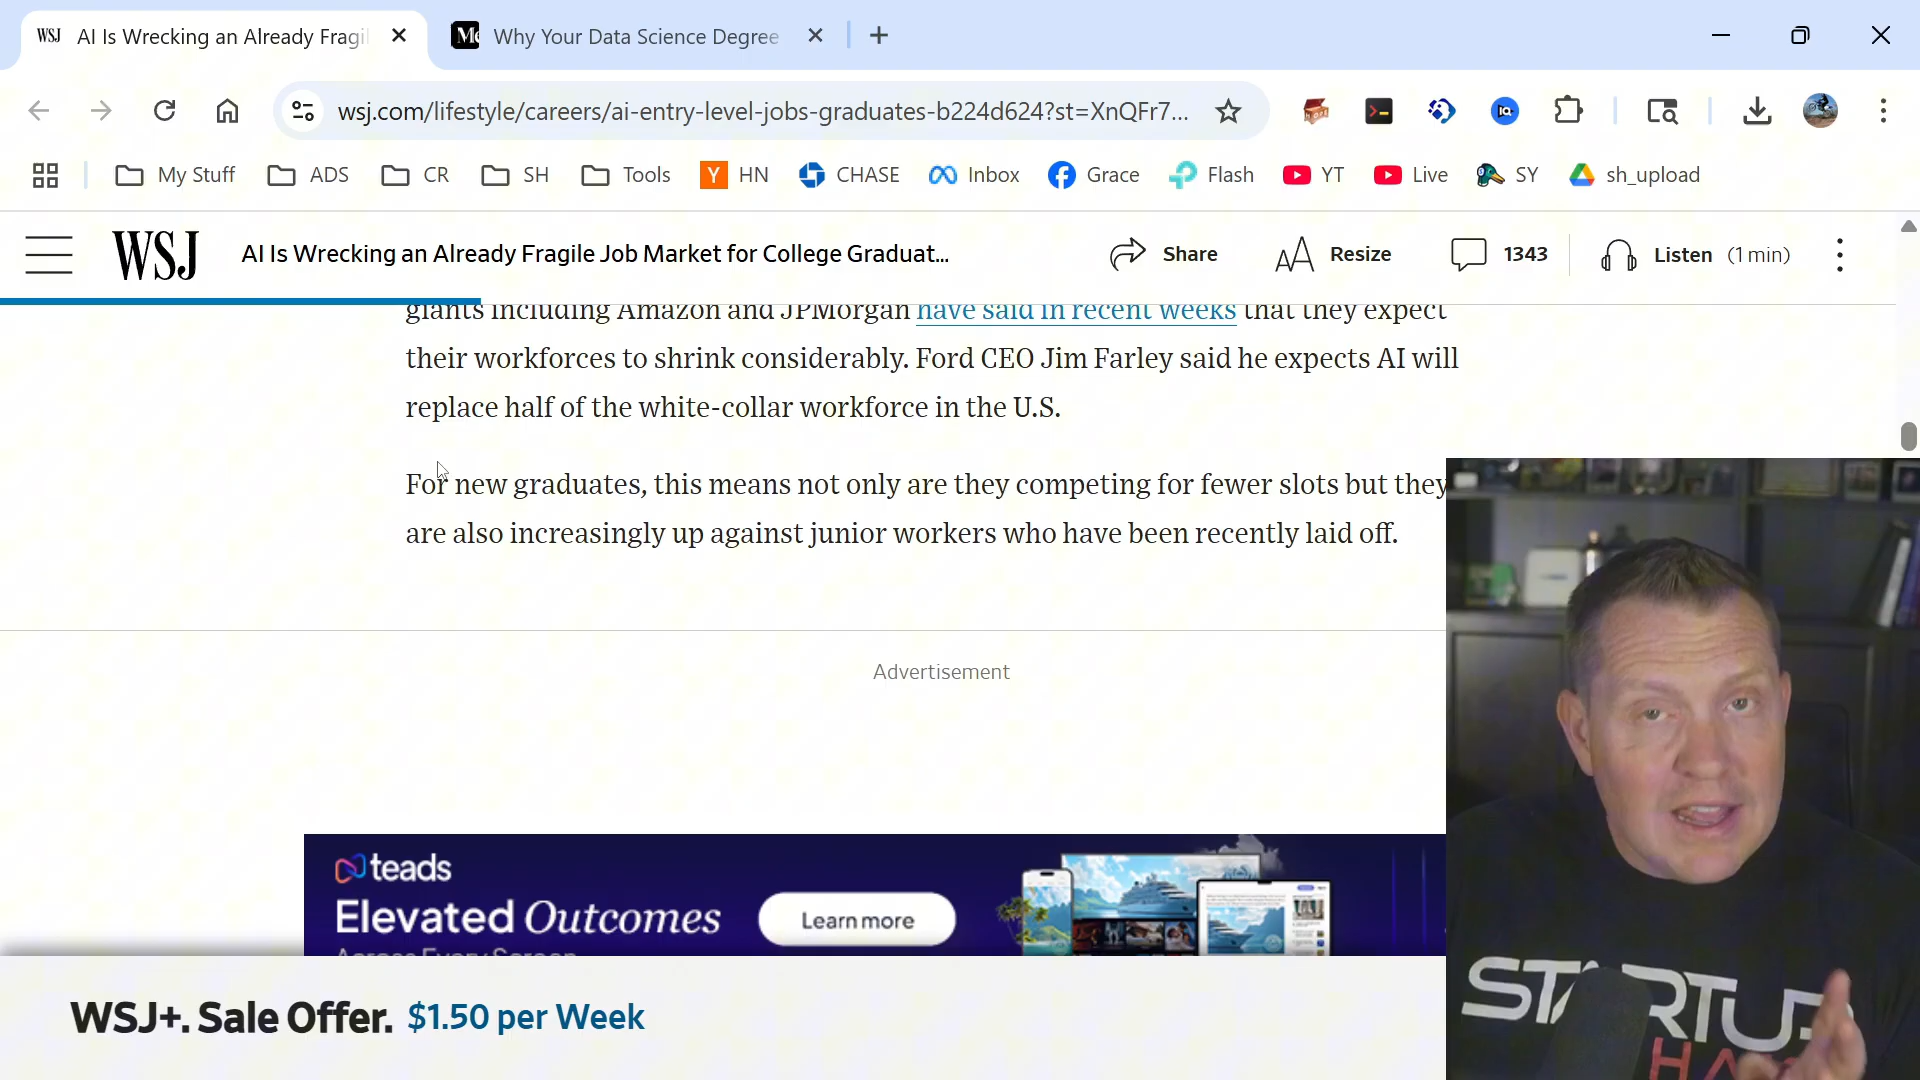 WSJ AI Is Wrecking an Already Fragil
Why Your Data Science Degree
wsj.com/lifestyle/careers/ai-entry-level-jobs-graduates-b224d624?st=XnQFr7...
My Stuff
ADS
CR
SH
Tools
HN
CHASE
Inbox
Grace
Flash
YT
Live
SY
sh_upload
WSJ
AI Is Wrecking an Already Fragile Job Market for College Graduat...
Share
Resize
1343
Listen (1 min)
giants including Amazon and JPMorgan have said in recent weeks that they expect
their workforces to shrink considerably. Ford CEO Jim Farley said he expects AI will
replace half of the white-collar workforce in the U.S.
For new graduates, this means not only are they competing for fewer slots but they
are also increasingly up against junior workers who have been recently laid off.
Advertisement
teads
Elevated Outcomes
Across Every Screen
Learn more
WSJ+. Sale Offer. $1.50 per Week
STARTUP